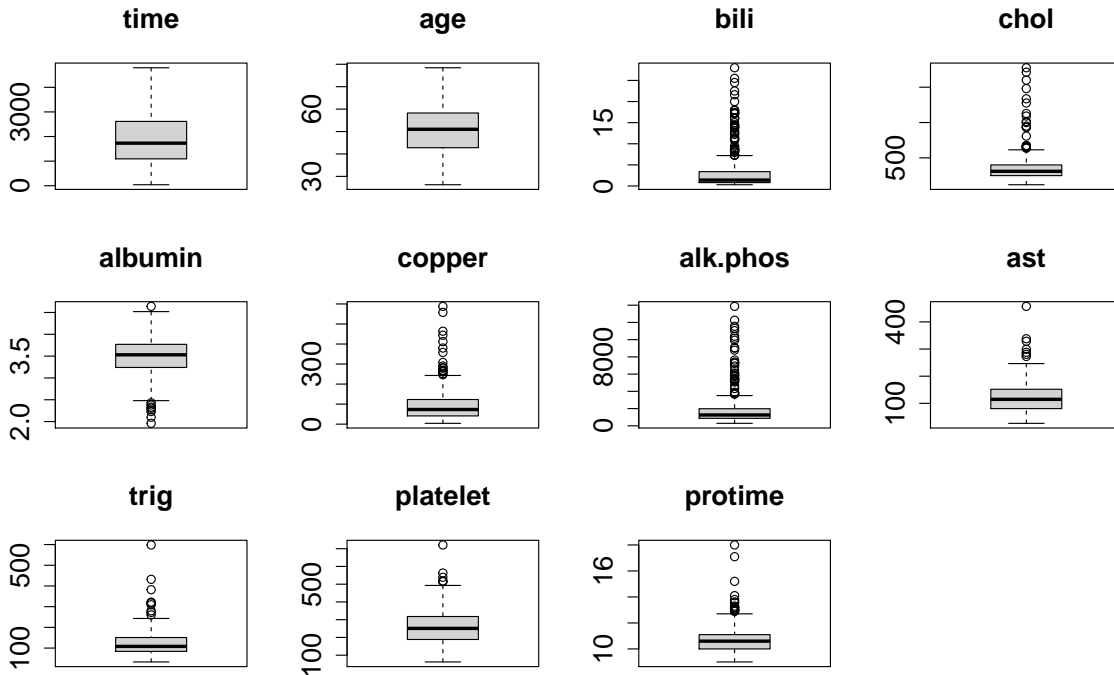 time
age
bili
chol
0 3000
30 60
0 15
500
albumin
copper
alk.phos
ast
2.0 3.5
0 300
0 8000
100 400
trig
platelet
protime
100 500
100 500
10 16